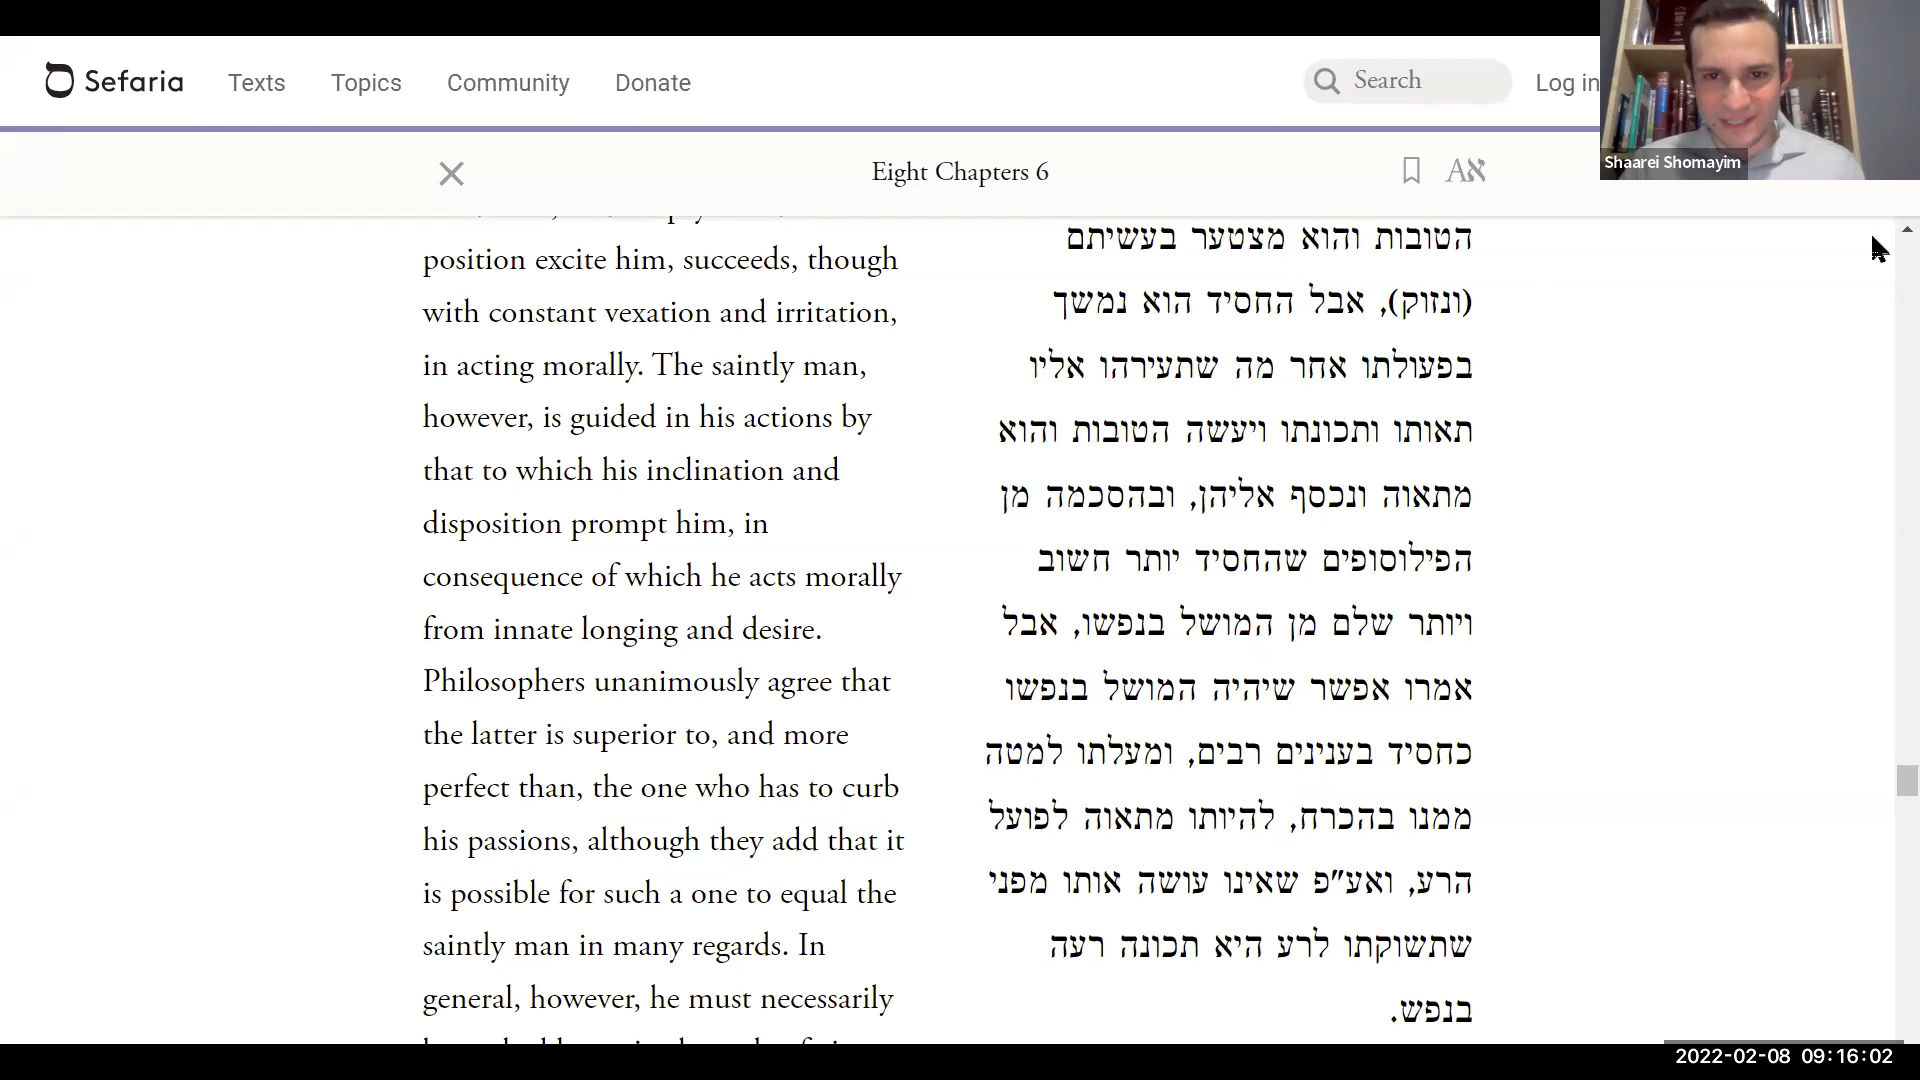 Sefaria
Texts
Topics
Community
Donate
Search
Log in
Shaarei Shomayim
Eight Chapters 6
position excite him, succeeds, though
with constant vexation and irritation,
in acting morally. The saintly man,
however, is guided in his actions by
that to which his inclination and
disposition prompt him, in
consequence of which he acts morally
from innate longing and desire.
Philosophers unanimously agree that
the latter is superior to, and more
perfect than, the one who has to curb
his passions, although they add that it
is possible for such a one to equal the
saintly man in many regards. In
general, however, he must necessarily
הטובות והוא מצטער בעשיתם
(ונזוק), אבל החסיד הוא נמשך
בפעולתו אחר מה שתעירהו אליו
תאותו ותכונתו ויעשה הטובות והוא
מתאוה ונכסף אליהן, ובהסכמה מן
הפילוסופים שהחסיד יותר חשוב
ויותר שלם מן המושל בנפשו, אבל
אמרו אפשר שיהיה המושל בנפשו
כחסיד בענינים רבים, ומעלתו למטה
ממנו בהכרח, להיותו מתאוה לפועל
הרע, ואע"פ שאינו עושה אותו מפני
שתשוקתו לרע היא תכונה רעה
בנפש.
2022-02-08 09:16:02